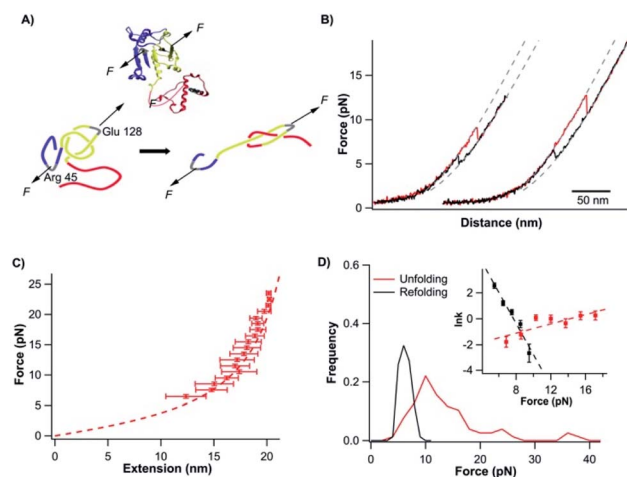 A)
F
F
F
F
Glu 128
Arg 45
F
F
B)
Force (pN)
15
10
5
0
50 nm
Distance (nm)
C)
Force (pN)
25
20
15
10
5
0
0 5 10 15 20
Extension (nm)
D)
Frequency
0.6
0.4
0.2
0.0
Unfolding
Refolding
lnk
2
0
-2
-4
8 12 16
Force (pN)
0 10 20 30 40
Force (pN)